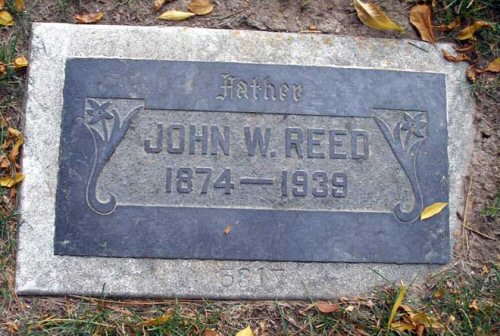 Father
JOHN W. REED
1874—1939